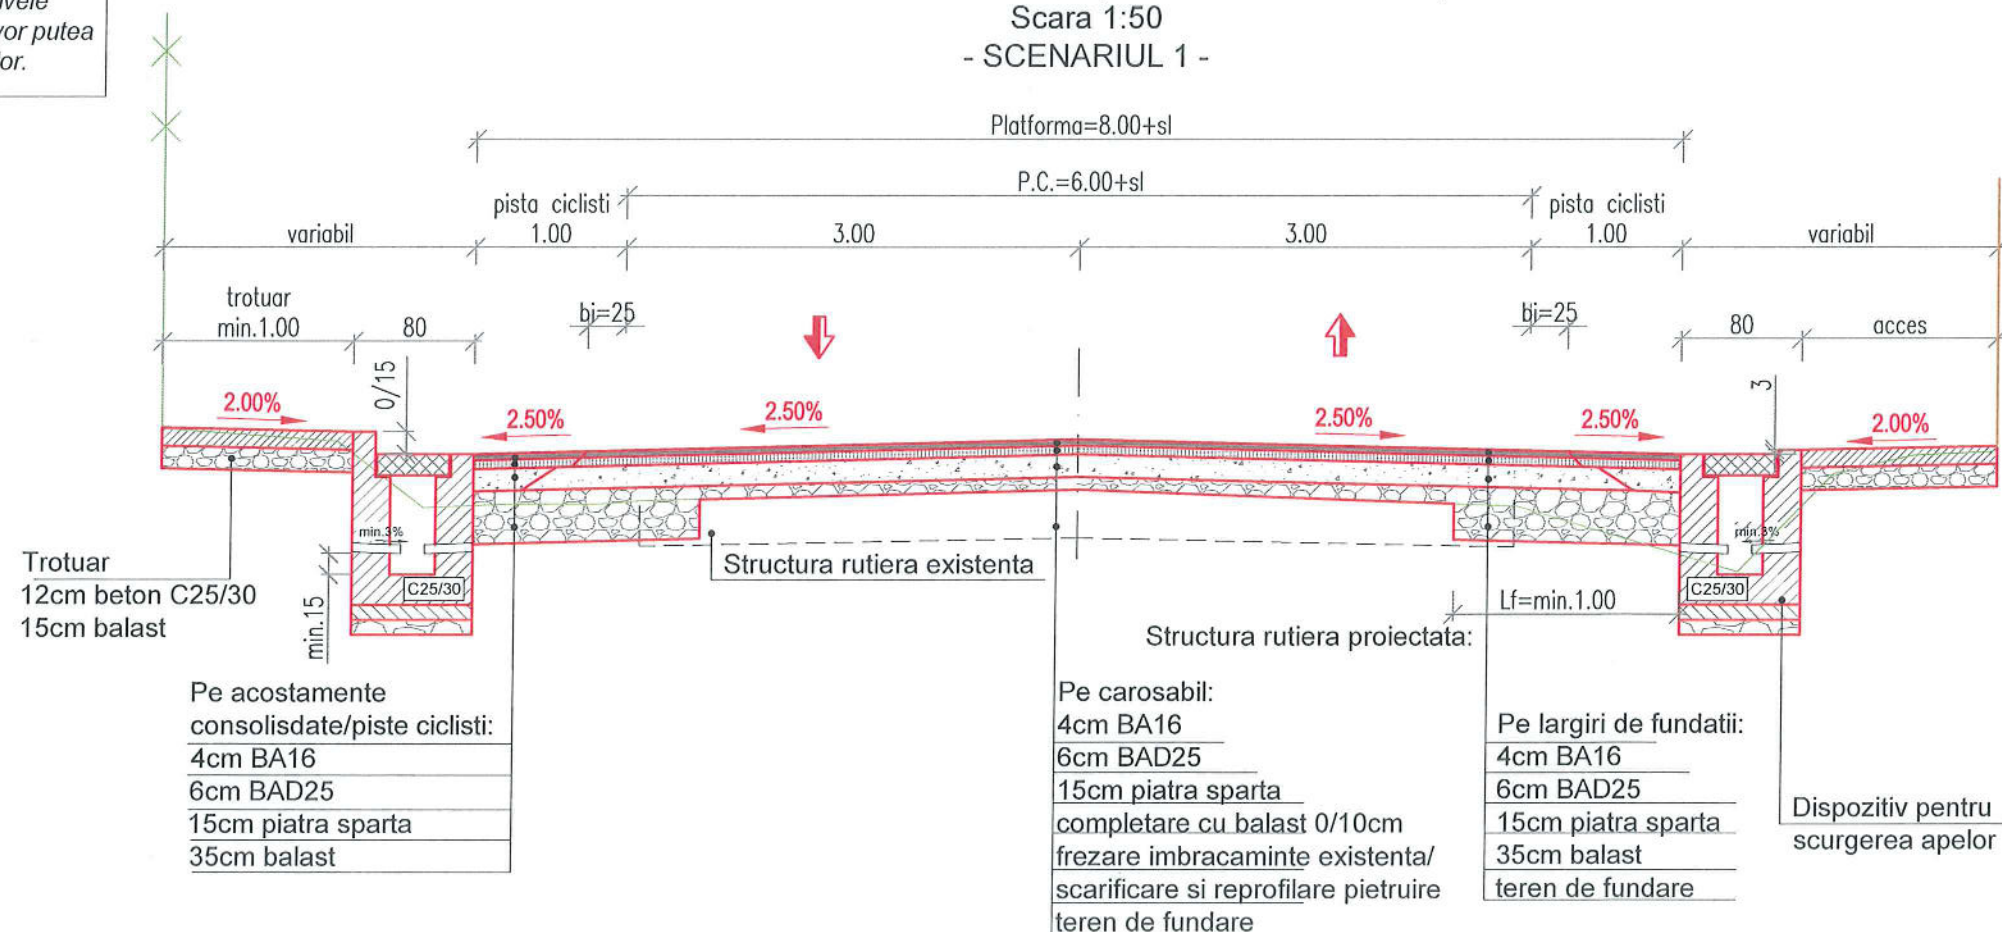 vor putea
Scara 1:50
- SCENARIUL 1 -
Platforma=8.00+sl
P.C.=6.00+sl
pista ciclisti
pista ciclisti
variabil
1.00
3.00
3.00
1.00
variabil
trotuar
min.1.00
80
bi=25
bi=25
80
acces
0/15
3
2.00%
2.50%
2.50%
2.50%
2.50%
2.00%
min.3%
min.3%
Structura rutiera existenta
C25/30
C25/30
min.15
Lf=min.1.00
Trotuar
12cm beton C25/30
15cm balast
Structura rutiera proiectata:
Pe acostamente
consolisdate/piste ciclisti:
4cm BA16
6cm BAD25
15cm piatra sparta
35cm balast
Pe carosabil:
4cm BA16
6cm BAD25
15cm piatra sparta
completare cu balast 0/10cm
frezare imbracaminte existenta/
scarificare si reprofilare pietruire
teren de fundare
Pe largiri de fundatii:
4cm BA16
6cm BAD25
15cm piatra sparta
35cm balast
teren de fundare
Dispozitiv pentru
scurgerea apelor